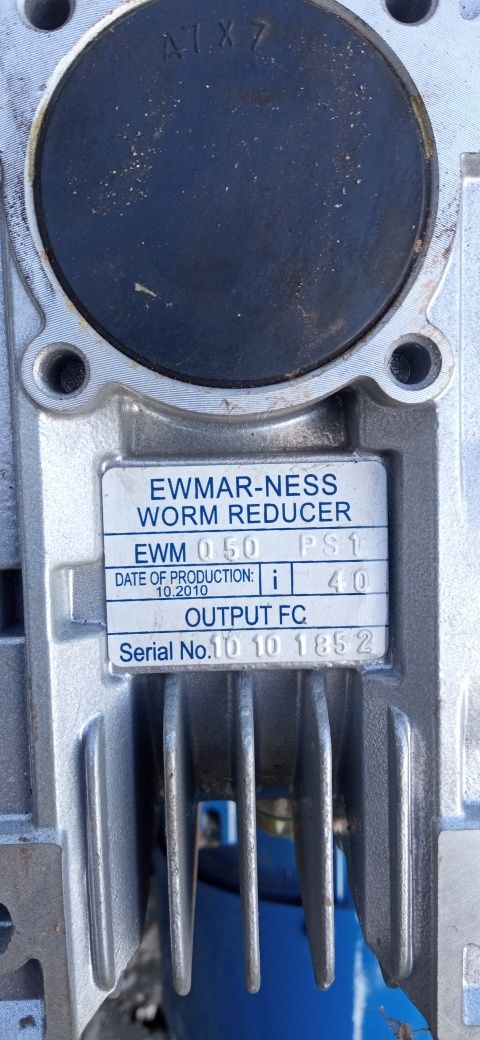 A7X7
EWMAR-NESS
WORM REDUCER
EWM 050 PS1
DATE OF PRODUCTION: i 40
10.2010
OUTPUT FC
Serial No. 10 10 1852